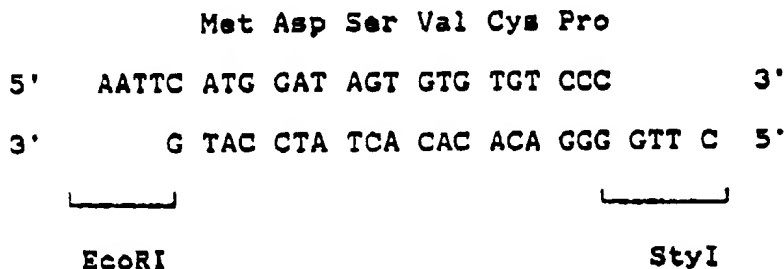 Met Asp Ser Val Cys Pro
5' AATTC ATG GAT AGT GTG TGT CCC 3'
3' G TAC CTA TCA CAC ACA GGG GTT C 5'
EcoRI StyI